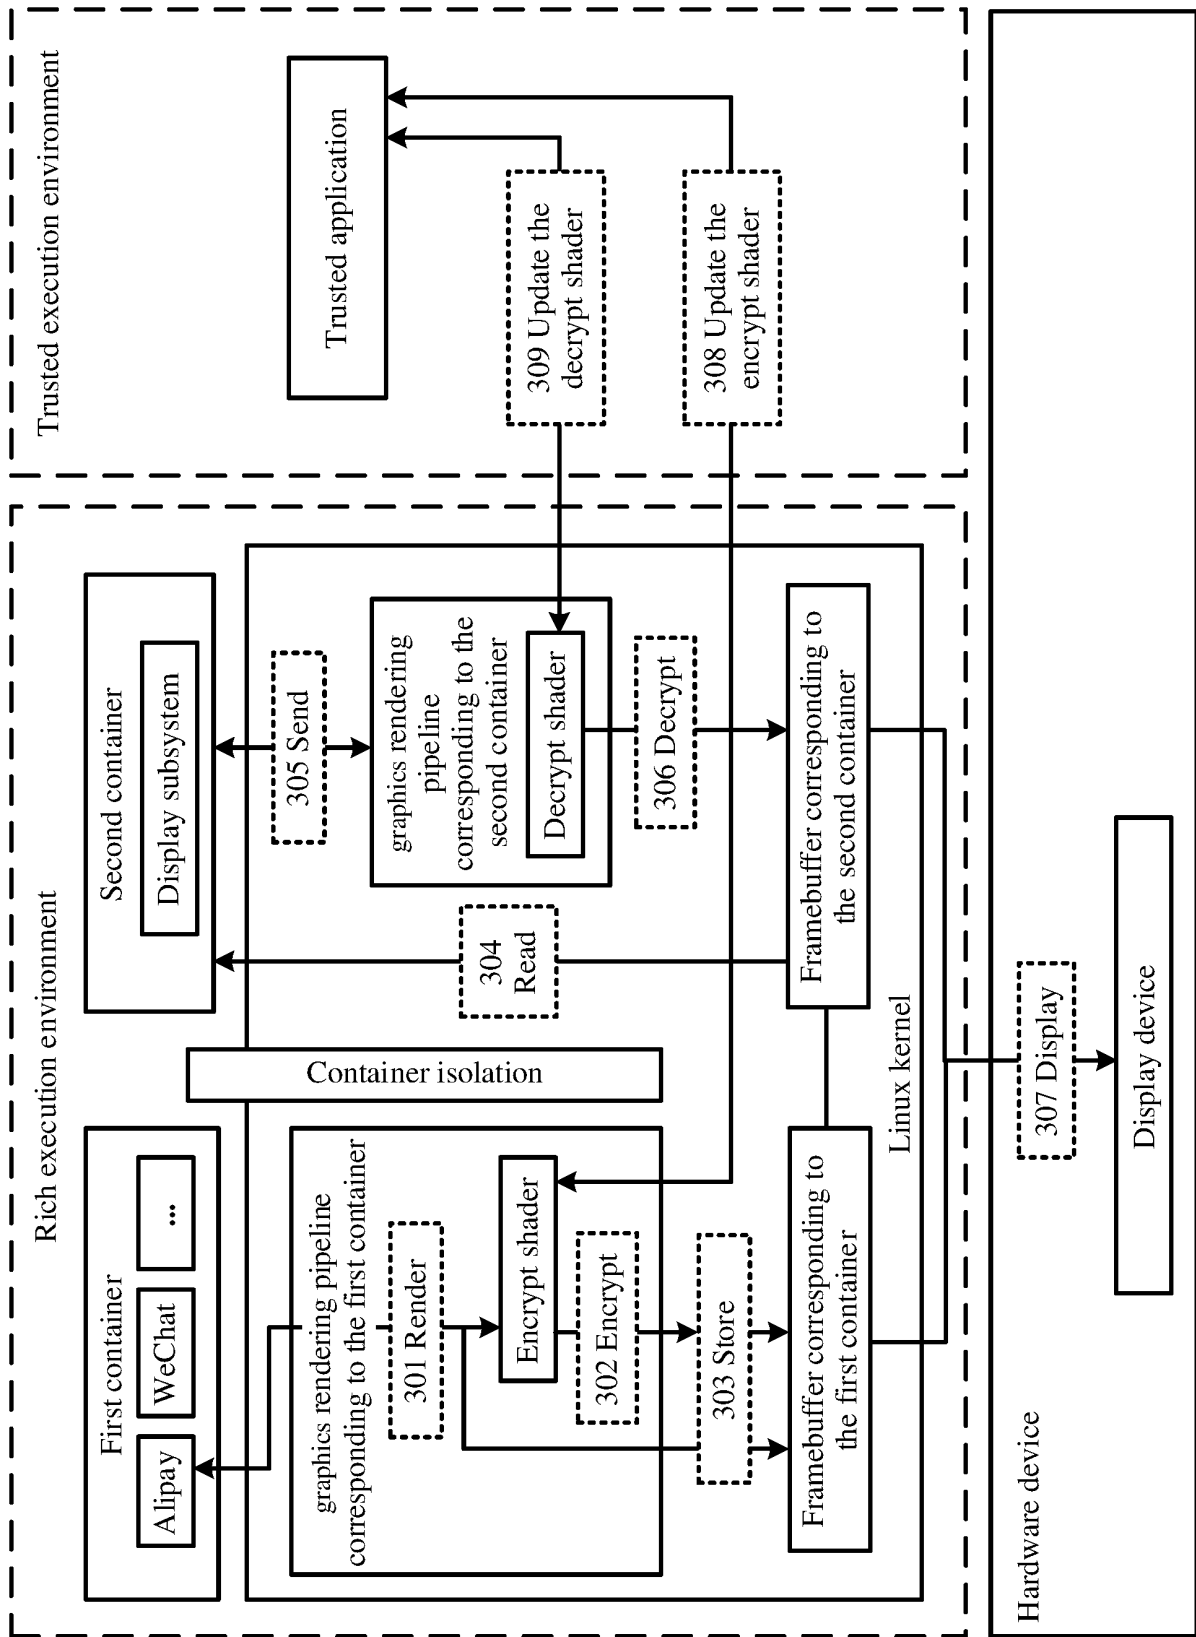 Rich execution environment
First container
Alipay
WeChat
...
Second container
Display subsystem
graphics rendering pipeline
corresponding to the first container
301 Render
Encrypt shader
302 Encrypt
303 Store
Framebuffer corresponding to
the first container
Container isolation
304
Read
305 Send
graphics rendering
pipeline
corresponding to the
second container
Decrypt shader
306 Decrypt
Framebuffer corresponding to
the second container
Linux kernel
Trusted execution environment
Trusted application
309 Update the
decrypt shader
308 Update the
encrypt shader
Hardware device
307 Display
Display device